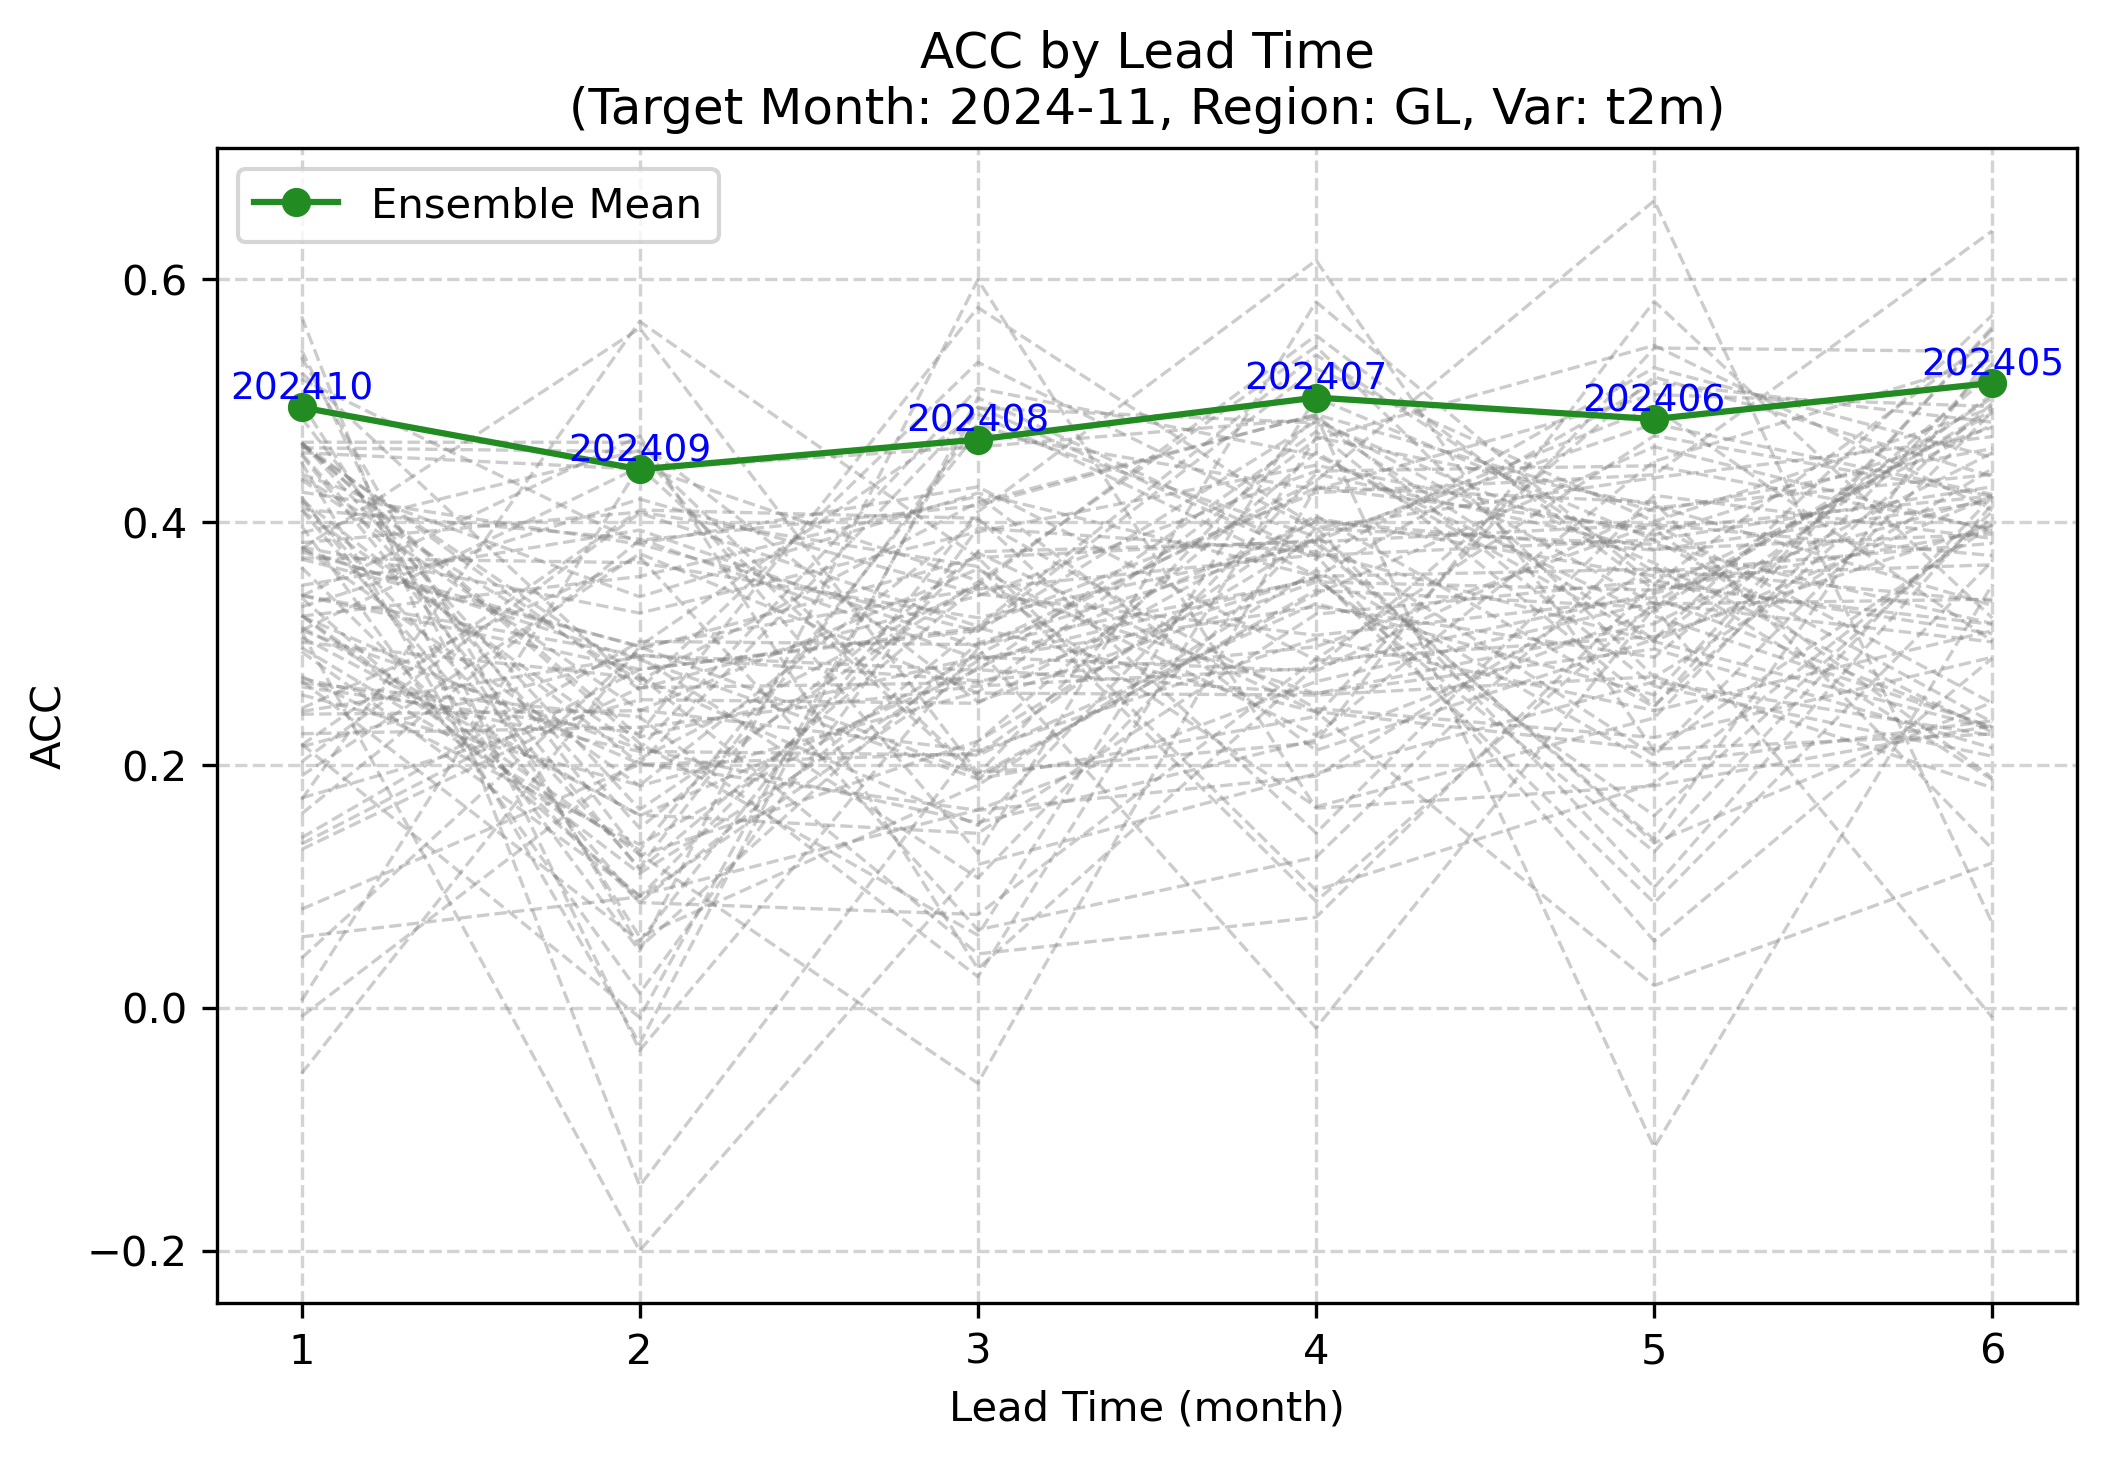 ACC by Lead Time
(Target Month: 2024-11, Region: GL, Var: t2m)
Ensemble Mean
202410
202409
202408
202407
202406
202405
0.6
0.4
0.2
0.0
−0.2
ACC
1 2 3 4 5 6
Lead Time (month)